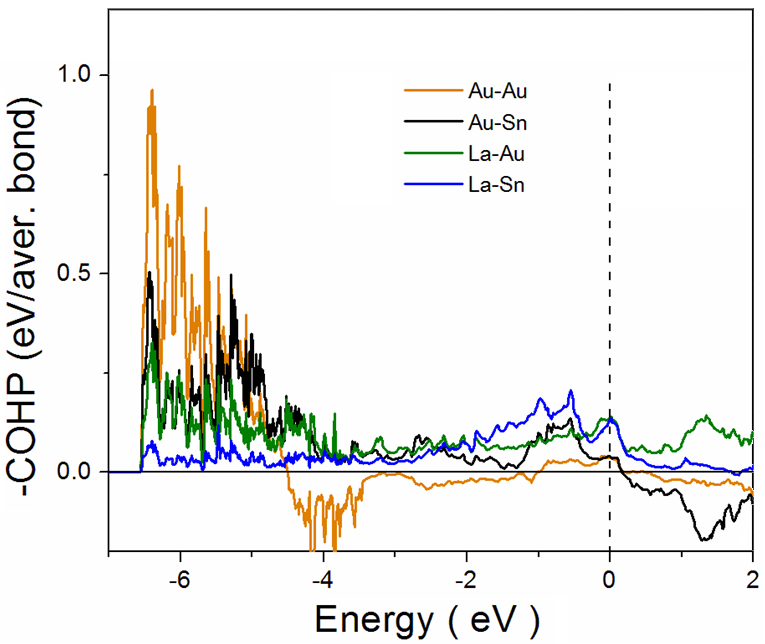 1.0
0.5
0.0
-COHP (eV/aver. bond)
Au-Au
Au-Sn
La-Au
La-Sn
-6
-4
-2
0
2
Energy ( eV )